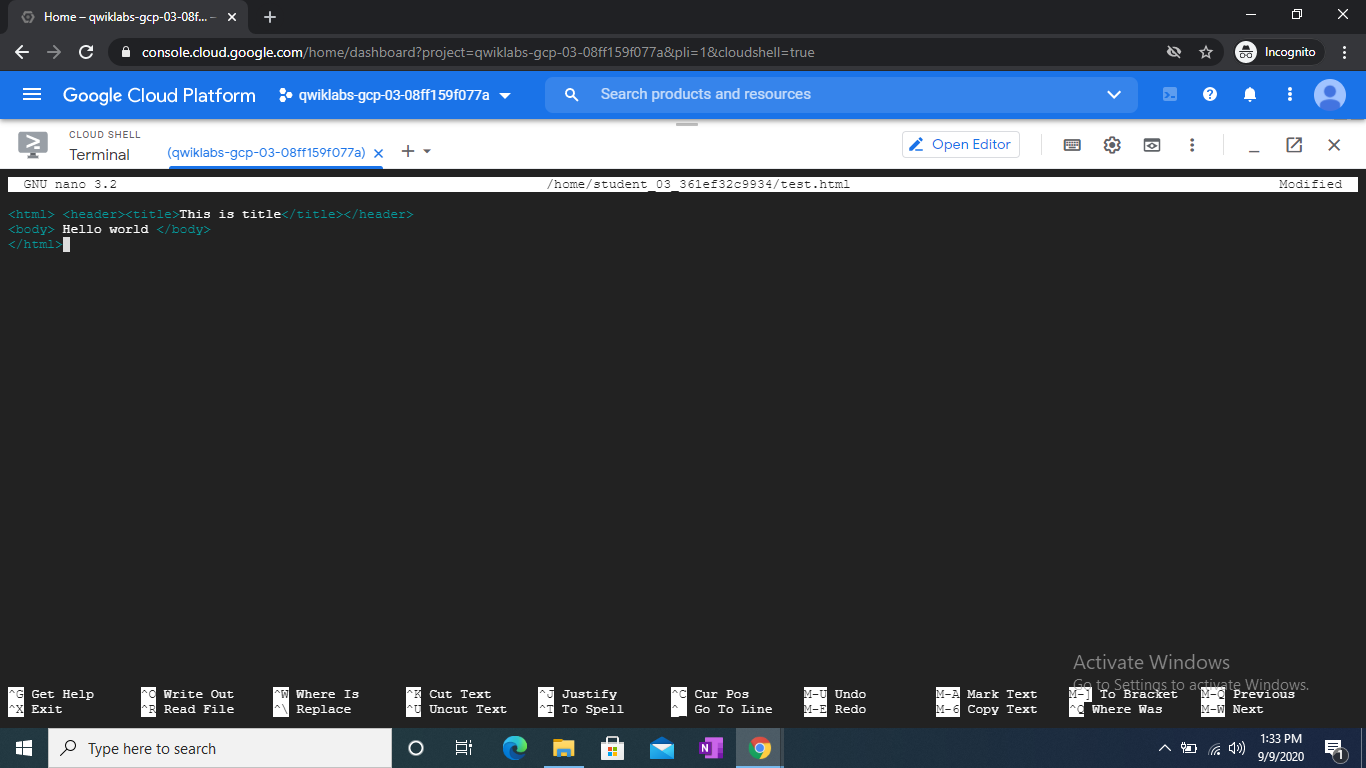 Home – qwiklabs-gcp-03-08f... –
console.cloud.google.com/home/dashboard?project=qwiklabs-gcp-03-08ff159f077a&pli=1&cloudshell=true
Incognito
Google Cloud Platform
qwiklabs-gcp-03-08ff159f077a
Search products and resources
CLOUD SHELL
Terminal
(qwiklabs-gcp-03-08ff159f077a)
Open Editor
GNU nano 3.2 /home/student_03_361ef32c9934/test.html Modified
<html> <header><title>This is title</title></header>
<body> Hello world </body>
</html>
Activate Windows
Go to Settings to activate Windows.
^G Get Help ^O Write Out ^W Where Is ^K Cut Text ^J Justify ^C Cur Pos M-U Undo M-A Mark Text M-] To Bracket M-Q Previous
^X Exit ^R Read File ^\ Replace ^U Uncut Text ^T To Spell ^_ Go To Line M-E Redo M-6 Copy Text ^Q Where Was M-W Next
Type here to search
1:33 PM
9/9/2020
1